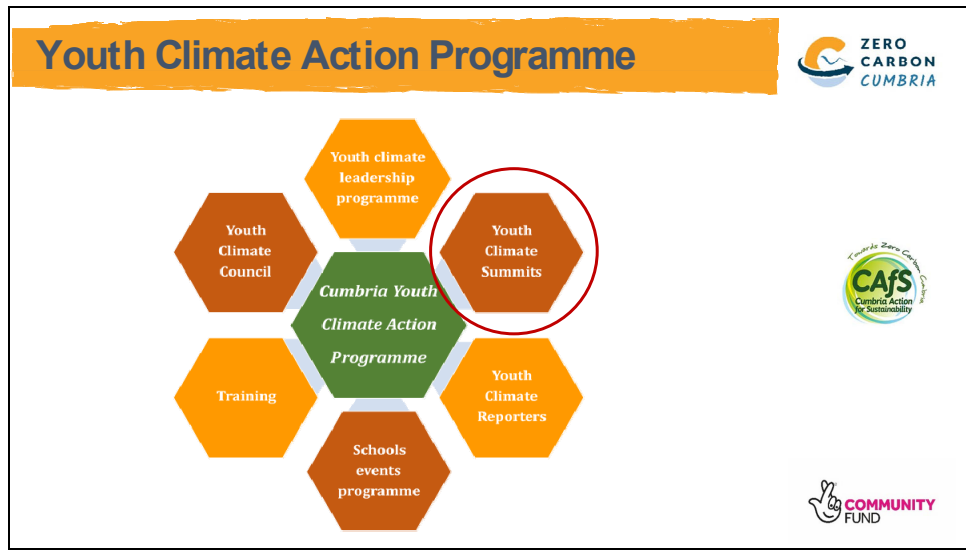 Youth Climate Action Programme
ZERO
CARBON
CUMBRIA
Youth climate
leadership
programme
Youth
Climate
Council
Youth
Climate
Summits
Cumbria Youth
Climate Action
Programme
Training
Youth
Climate
Reporters
Schools
events
programme
Towards Zero Carbon Cumbria
CAfS
Cumbria Action
for Sustainability
COMMUNITY
FUND